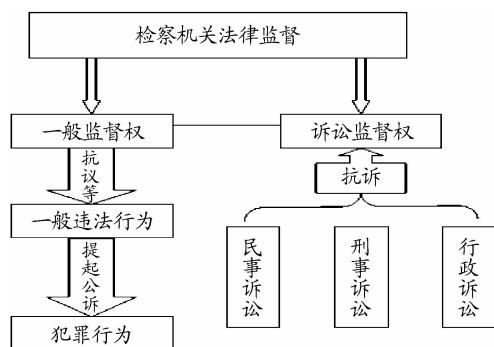 检察机关法律监督
一般监督权
诉讼监督权
抗议等
抗诉
一般违法行为
提起公诉
民事诉讼
刑事诉讼
行政诉讼
犯罪行为